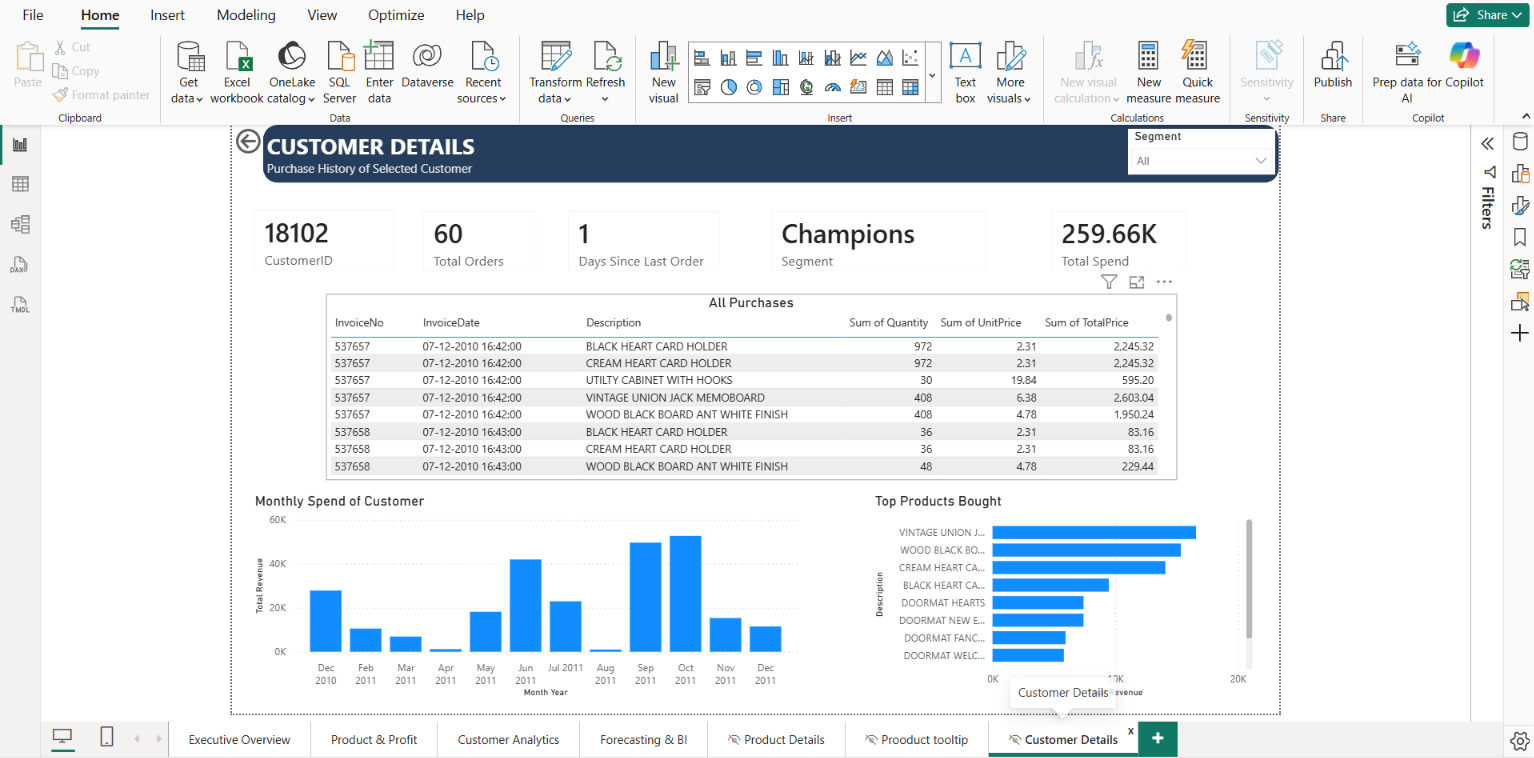 File Home Insert Modeling View Optimize Help Share
Paste Cut Copy Format painter
Clipboard
Get data Excel workbook OneLake catalog SQL Server Enter data Dataverse Recent sources
Data
Transform data Refresh
Queries
New visual Text box More visuals
Insert
New visual calculation New measure Quick measure
Calculations
Sensitivity
Sensitivity
Publish
Share
Prep data for AI Copilot
Copilot
DAX
TMDL
CUSTOMER DETAILS
Purchase History of Selected Customer
Segment
All
Filters
18102
CustomerID
60
Total Orders
1
Days Since Last Order
Champions
Segment
259.66K
Total Spend
All Purchases
InvoiceNo InvoiceDate Description Sum of Quantity Sum of UnitPrice Sum of TotalPrice
537657 07-12-2010 16:42:00 BLACK HEART CARD HOLDER 972 2.31 2,245.32
537657 07-12-2010 16:42:00 CREAM HEART CARD HOLDER 972 2.31 2,245.32
537657 07-12-2010 16:42:00 UTILTY CABINET WITH HOOKS 30 19.84 595.20
537657 07-12-2010 16:42:00 VINTAGE UNION JACK MEMOBOARD 408 6.38 2,603.04
537657 07-12-2010 16:42:00 WOOD BLACK BOARD ANT WHITE FINISH 408 4.78 1,950.24
537658 07-12-2010 16:43:00 BLACK HEART CARD HOLDER 36 2.31 83.16
537658 07-12-2010 16:43:00 CREAM HEART CARD HOLDER 36 2.31 83.16
537658 07-12-2010 16:43:00 WOOD BLACK BOARD ANT WHITE FINISH 48 4.78 229.44
Monthly Spend of Customer
Total Revenue
60K
40K
20K
0K
Dec 2010 Feb 2011 Mar 2011 Apr 2011 May 2011 Jun 2011 Jul 2011 Aug 2011 Sep 2011 Oct 2011 Nov 2011 Dec 2011
Month Year
Top Products Bought
Description
VINTAGE UNION J...
WOOD BLACK BO...
CREAM HEART CA...
BLACK HEART CA...
DOORMAT HEARTS
DOORMAT NEW E...
DOORMAT FANC...
DOORMAT WELC...
0K 10K 20K
Revenue
Customer Details
Executive Overview Product & Profit Customer Analytics Forecasting & BI Product Details Prooduct tooltip Customer Details x +